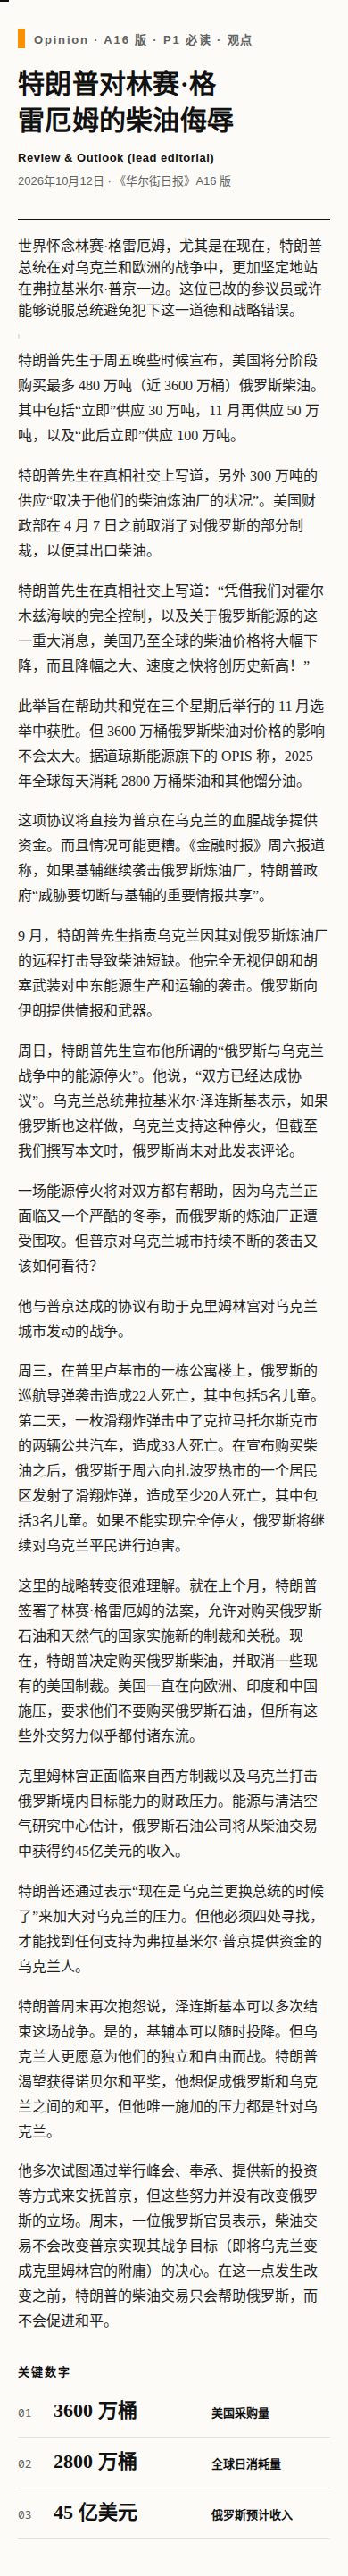 Opinion · A16 版 · P1 必读 · 观点
特朗普对林赛·格
雷厄姆的柴油侮辱
Review & Outlook (lead editorial)
2026年10月12日 · 《华尔街日报》A16 版
世界怀念林赛·格雷厄姆，尤其是在现在，特朗普
总统在对乌克兰和欧洲的战争中，更加坚定地站
在弗拉基米尔·普京一边。这位已故的参议员或许
能够说服总统避免犯下这一道德和战略错误。
特朗普先生于周五晚些时候宣布，美国将分阶段
购买最多 480 万吨（近 3600 万桶）俄罗斯柴油。
其中包括“立即”供应 30 万吨，11 月再供应 50 万
吨，以及“此后立即”供应 100 万吨。
特朗普先生在真相社交上写道，另外 300 万吨的
供应“取决于他们的柴油炼油厂的状况”。美国财
政部在 4 月 7 日之前取消了对俄罗斯的部分制
裁，以便其出口柴油。
特朗普先生在真相社交上写道：“凭借我们对霍尔
木兹海峡的完全控制，以及关于俄罗斯能源的这
一重大消息，美国乃至全球的柴油价格将大幅下
降，而且降幅之大、速度之快将创历史新高！”
此举旨在帮助共和党在三个星期后举行的 11 月选
举中获胜。但 3600 万桶俄罗斯柴油对价格的影响
不会太大。据道琼斯能源旗下的 OPIS 称，2025
年全球每天消耗 2800 万桶柴油和其他馏分油。
这项协议将直接为普京在乌克兰的血腥战争提供
资金。而且情况可能更糟。《金融时报》周六报道
称，如果基辅继续袭击俄罗斯炼油厂，特朗普政
府“威胁要切断与基辅的重要情报共享”。
9 月，特朗普先生指责乌克兰因其对俄罗斯炼油厂
的远程打击导致柴油短缺。他完全无视伊朗和胡
塞武装对中东能源生产和运输的袭击。俄罗斯向
伊朗提供情报和武器。
周日，特朗普先生宣布他所谓的“俄罗斯与乌克兰
战争中的能源停火”。他说，“双方已经达成协
议”。乌克兰总统弗拉基米尔·泽连斯基表示，如果
俄罗斯也这样做，乌克兰支持这种停火，但截至
我们撰写本文时，俄罗斯尚未对此发表评论。
一场能源停火将对双方都有帮助，因为乌克兰正
面临又一个严酷的冬季，而俄罗斯的炼油厂正遭
受围攻。但普京对乌克兰城市持续不断的袭击又
该如何看待？
他与普京达成的协议有助于克里姆林宫对乌克兰
城市发动的战争。
周三，在普里卢基市的一栋公寓楼上，俄罗斯的
巡航导弹袭击造成22人死亡，其中包括5名儿童。
第二天，一枚滑翔炸弹击中了克拉马托尔斯克市
的两辆公共汽车，造成33人死亡。在宣布购买柴
油之后，俄罗斯于周六向扎波罗热市的一个居民
区发射了滑翔炸弹，造成至少20人死亡，其中包
括3名儿童。如果不能实现完全停火，俄罗斯将继
续对乌克兰平民进行迫害。
这里的战略转变很难理解。就在上个月，特朗普
签署了林赛·格雷厄姆的法案，允许对购买俄罗斯
石油和天然气的国家实施新的制裁和关税。现
在，特朗普决定购买俄罗斯柴油，并取消一些现
有的美国制裁。美国一直在向欧洲、印度和中国
施压，要求他们不要购买俄罗斯石油，但所有这
些外交努力似乎都付诸东流。
克里姆林宫正面临来自西方制裁以及乌克兰打击
俄罗斯境内目标能力的财政压力。能源与清洁空
气研究中心估计，俄罗斯石油公司将从柴油交易
中获得约45亿美元的收入。
特朗普还通过表示“现在是乌克兰更换总统的时候
了”来加大对乌克兰的压力。但他必须四处寻找，
才能找到任何支持为弗拉基米尔·普京提供资金的
乌克兰人。
特朗普周末再次抱怨说，泽连斯基本可以多次结
束这场战争。是的，基辅本可以随时投降。但乌
克兰人更愿意为他们的独立和自由而战。特朗普
渴望获得诺贝尔和平奖，他想促成俄罗斯和乌克
兰之间的和平，但他唯一施加的压力都是针对乌
克兰。
他多次试图通过举行峰会、奉承、提供新的投资
等方式来安抚普京，但这些努力并没有改变俄罗
斯的立场。周末，一位俄罗斯官员表示，柴油交
易不会改变普京实现其战争目标（即将乌克兰变
成克里姆林宫的附庸）的决心。在这一点发生改
变之前，特朗普的柴油交易只会帮助俄罗斯，而
不会促进和平。
关键数字
01 3600 万桶 美国采购量
02 2800 万桶 全球日消耗量
03 45 亿美元 俄罗斯预计收入